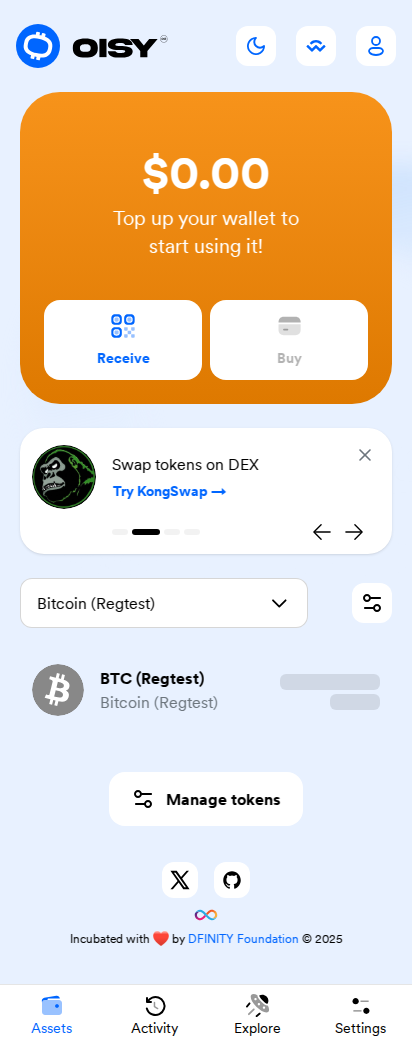 OISY
$0.00
Top up your wallet to
start using it!
Receive
Buy
Swap tokens on DEX
Try KongSwap →
Bitcoin (Regtest)
BTC (Regtest)
Bitcoin (Regtest)
Manage tokens
Incubated with ❤️ by DFINITY Foundation © 2025
Assets
Activity
Explore
Settings